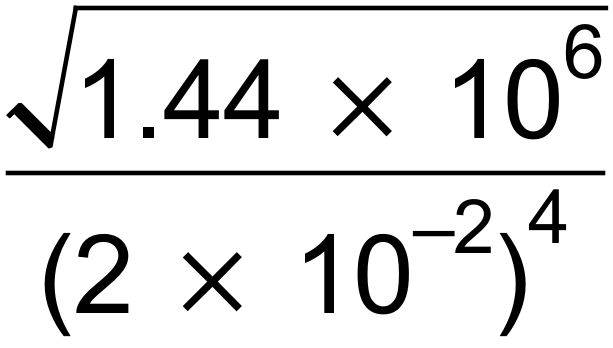 √1.44 × 10⁶
(2 × 10⁻²)⁴